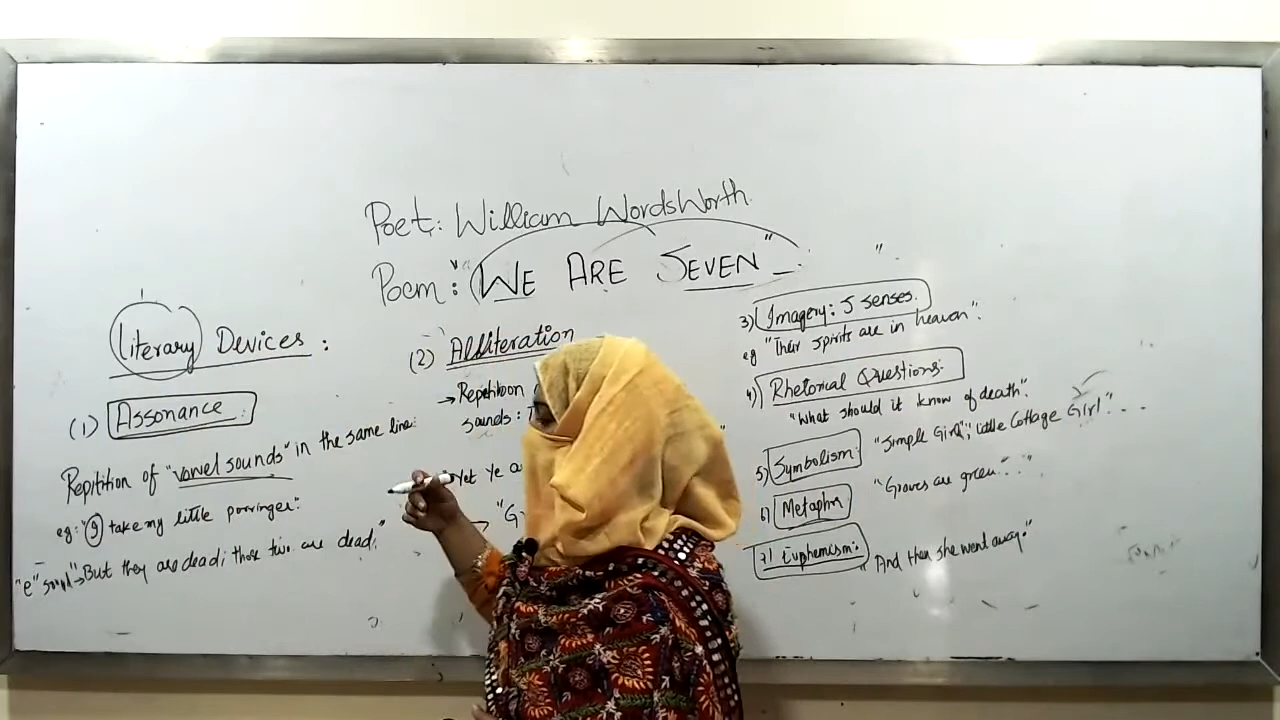 Poet: William WordsWorth.
Poem: "WE ARE SEVEN"
Literary Devices:
(1) Assonance
Repitition of "vowel sounds" in the same line:
eg: "I take my little porringer".
"e" sound → But they are dead; those two are dead."
(2) Alliteration
→ Repetition
sounds:
Yet ye
→ "G
3) Imagery: 5 senses.
eg "Their spirits are in heaven".
4) Rhetorical Questions:
"What should it know of death".
5) Symbolism "Simple Girl", "Little Cottage Girl". . .
6) Metaphr "Groves are green. . ."
7) Euphemism: "And then she went away."